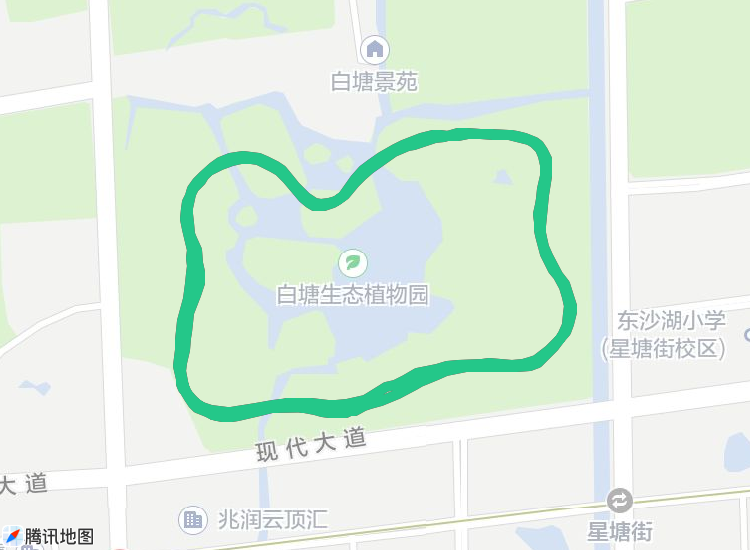 白塘景苑
白塘生态植物园
东沙湖小学
(星塘街校区)
现代大道
大道
兆润云顶汇
星塘街
腾讯地图